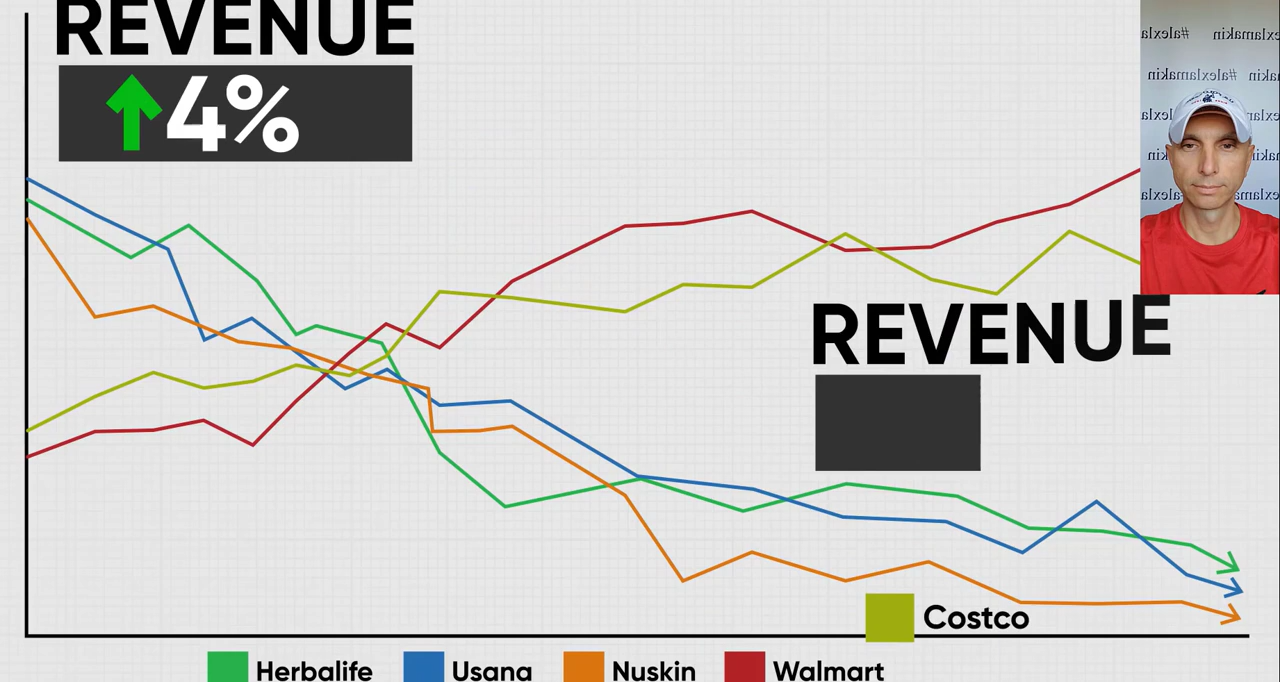 REVENUE
4%
REVENUE
Costco
Herbalife
Usana
Nuskin
Walmart